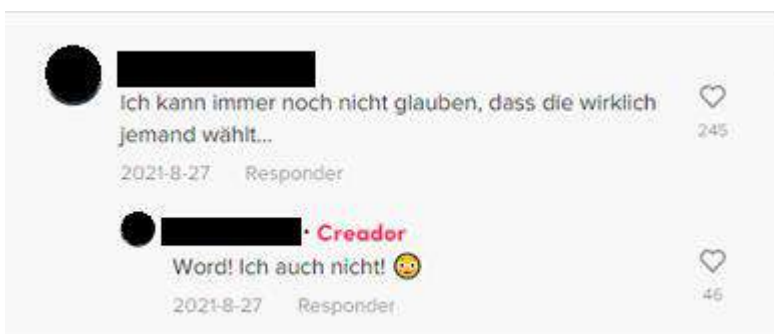 Ich kann immer noch nicht glauben, dass die wirklich
jemand wählt...
245
2021-8-27 Responder
· Creador
Word! Ich auch nicht! 😳
46
2021-8-27 Responder